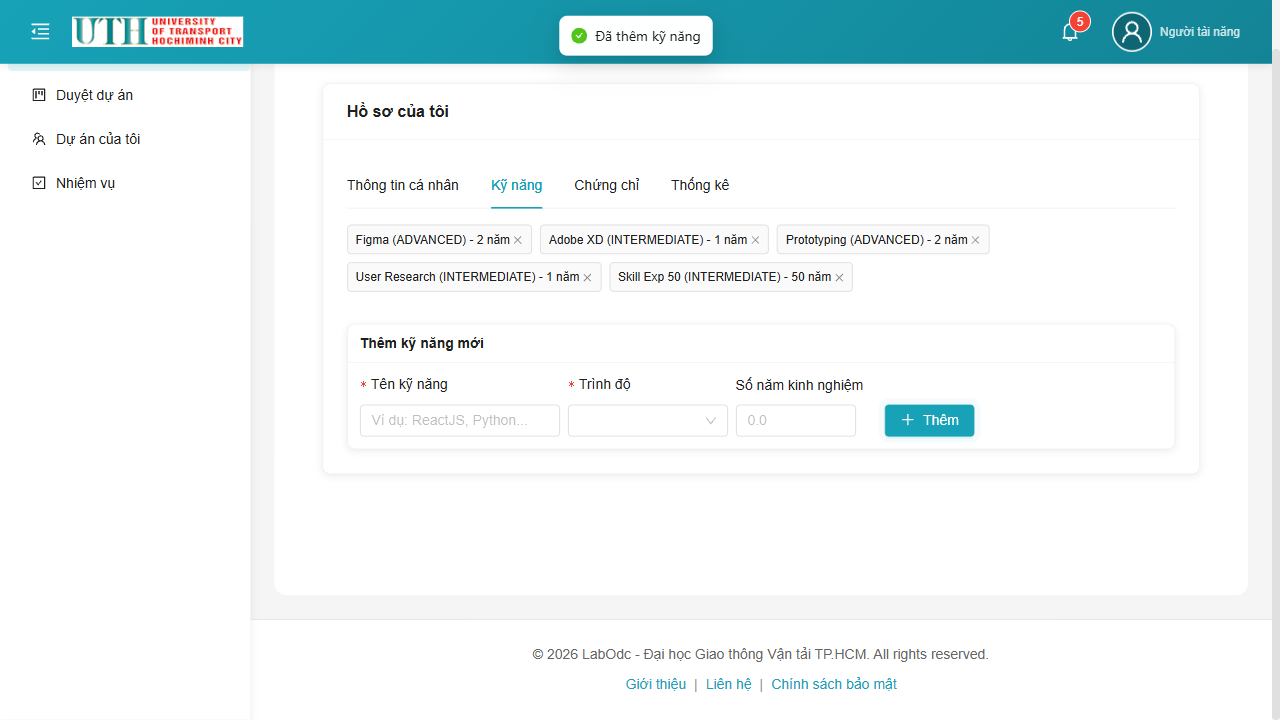 UTH UNIVERSITY
OF TRANSPORT
HOCHIMINH CITY
Đã thêm kỹ năng
5
Người tài năng
Duyệt dự án
Dự án của tôi
Nhiệm vụ
Hồ sơ của tôi
Thông tin cá nhân Kỹ năng Chứng chỉ Thống kê
Figma (ADVANCED) - 2 năm Adobe XD (INTERMEDIATE) - 1 năm Prototyping (ADVANCED) - 2 năm
User Research (INTERMEDIATE) - 1 năm Skill Exp 50 (INTERMEDIATE) - 50 năm
Thêm kỹ năng mới
* Tên kỹ năng * Trình độ Số năm kinh nghiệm
Ví dụ: ReactJS, Python... 0.0 + Thêm
© 2026 LabOdc - Đại học Giao thông Vận tải TP.HCM. All rights reserved.
Giới thiệu | Liên hệ | Chính sách bảo mật